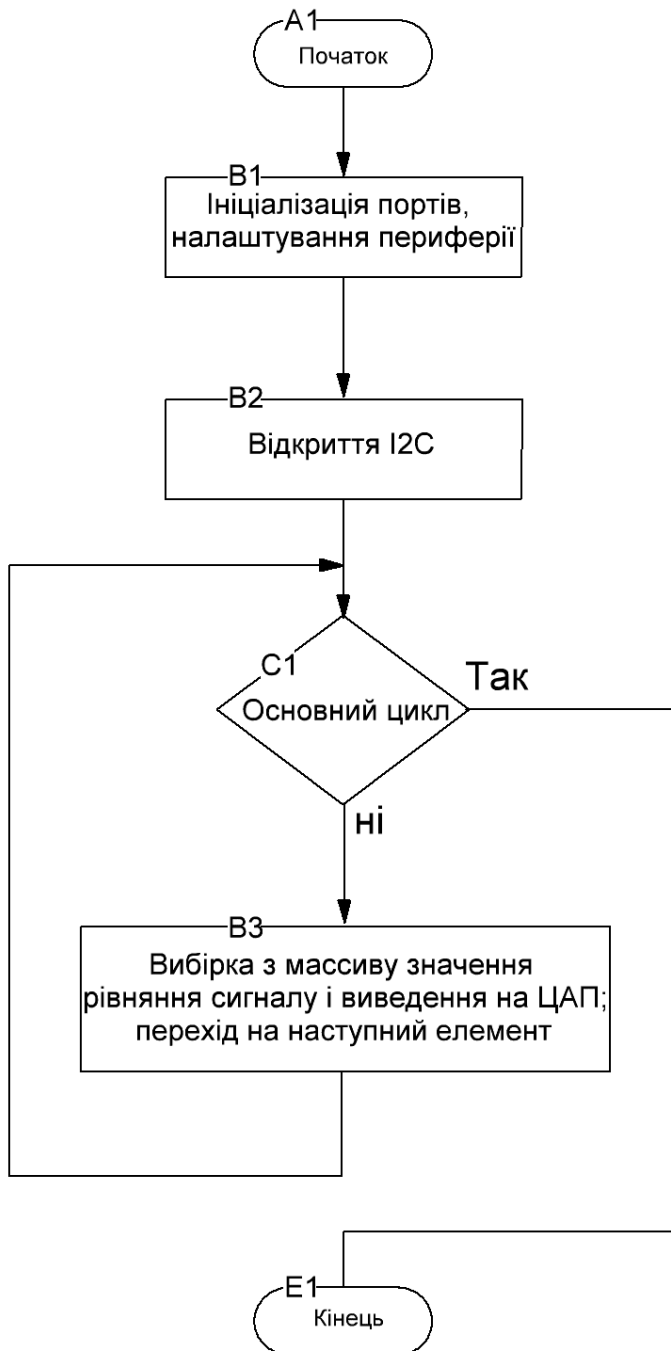 A1
Початок
B1
Ініціалізація портів,
налаштування периферії
B2
Відкриття I2C
C1
Основний цикл
Так
ні
B3
Вибірка з массиву значення
рівняння сигналу і виведення на ЦАП;
перехід на наступний елемент
E1
Кінець